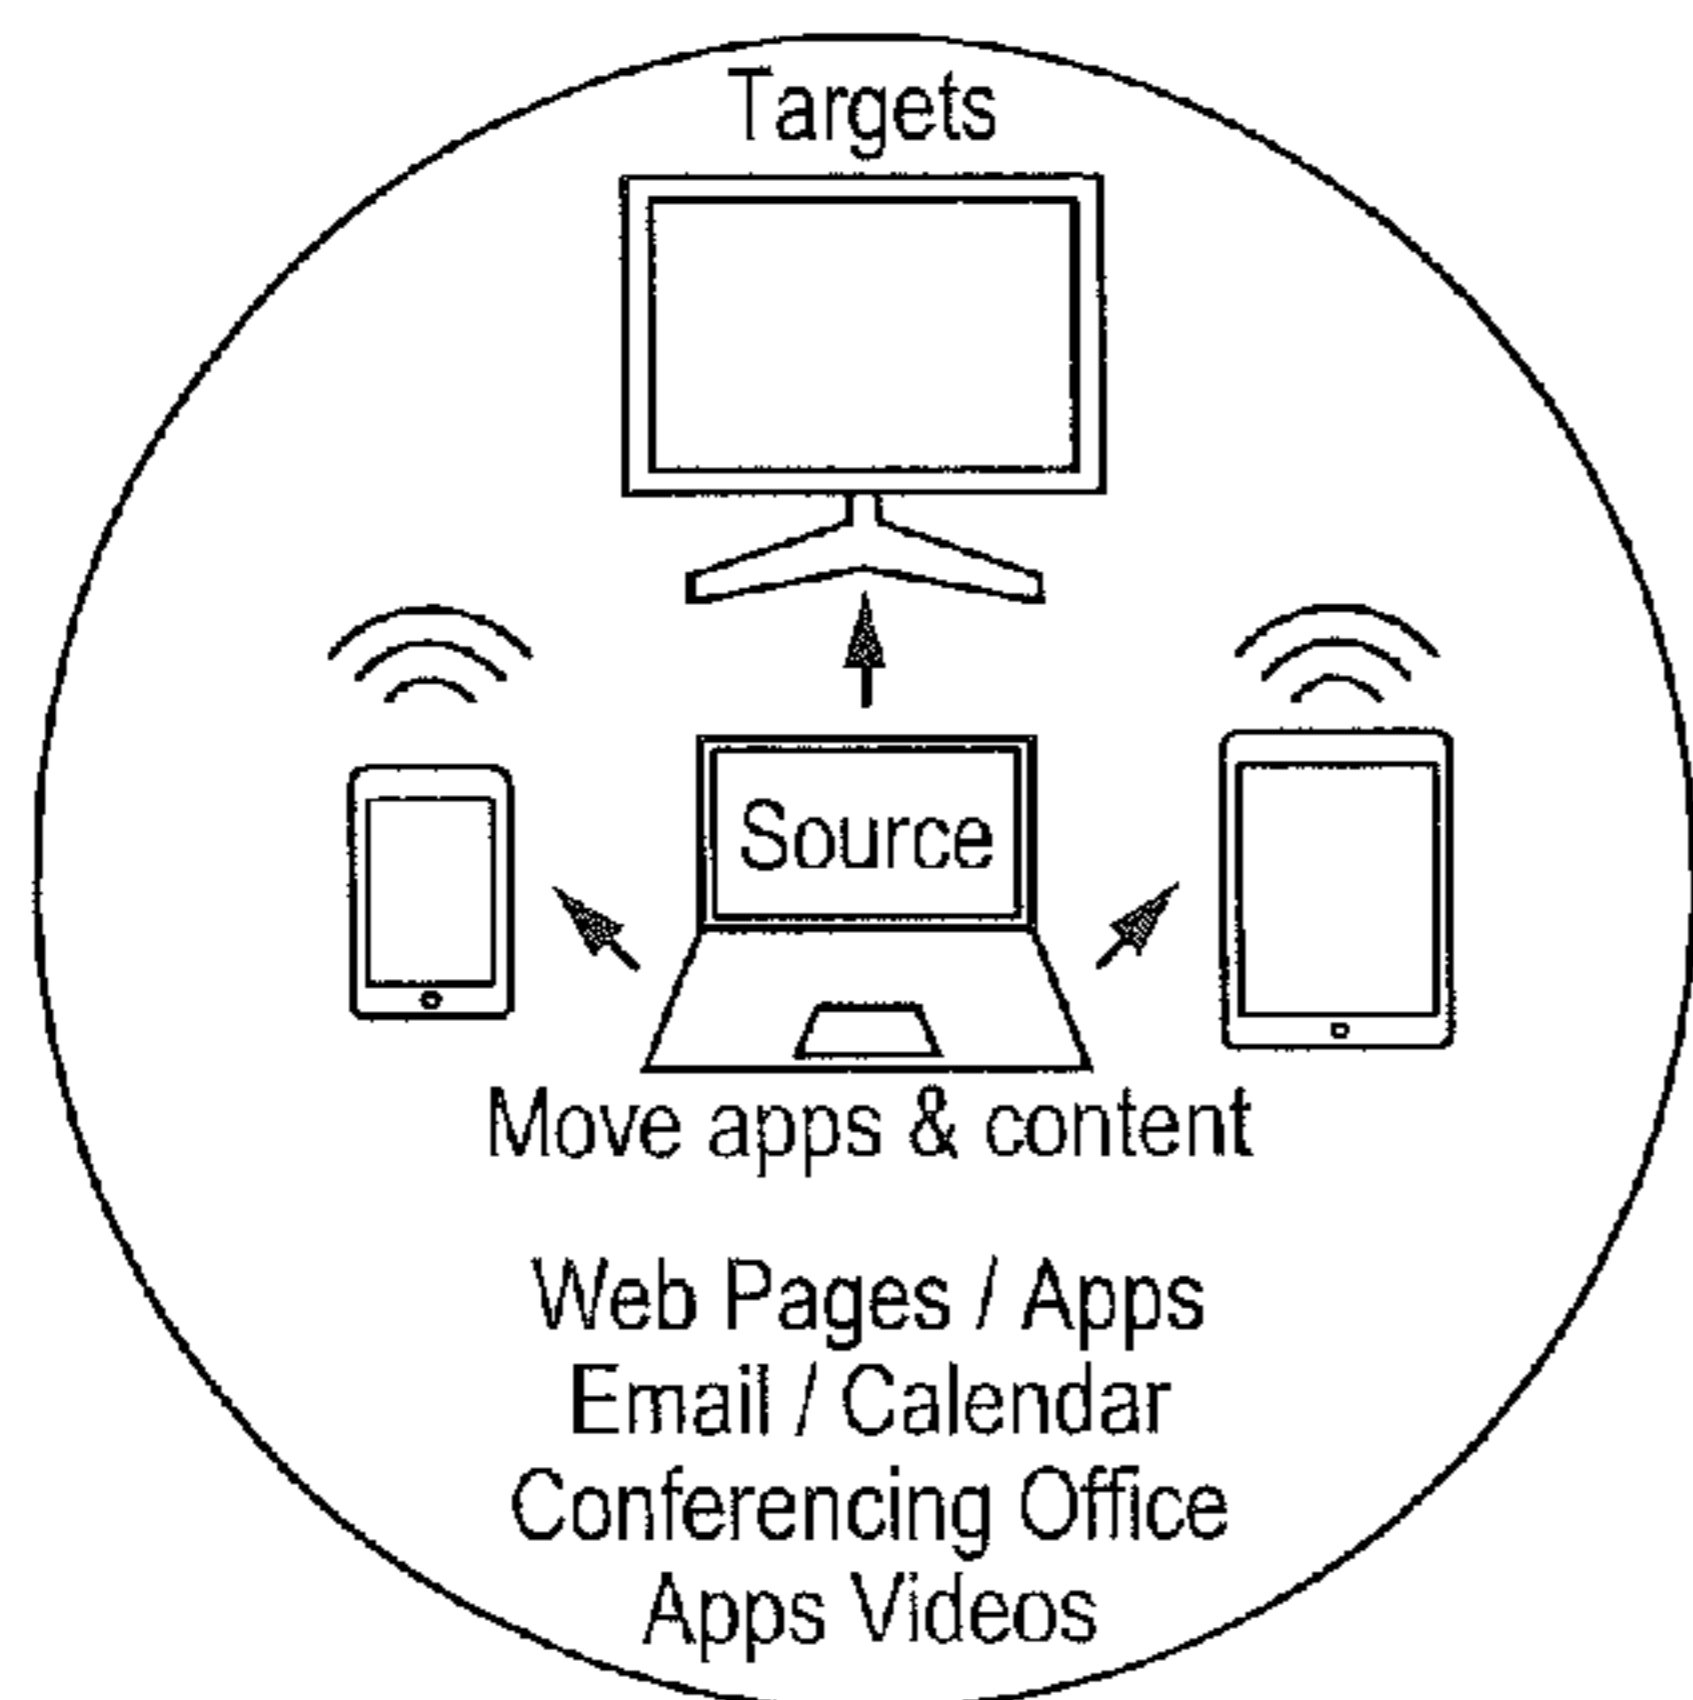 Targets
Source
Move apps & content
Web Pages / Apps
Email / Calendar
Conferencing Office
Apps Videos